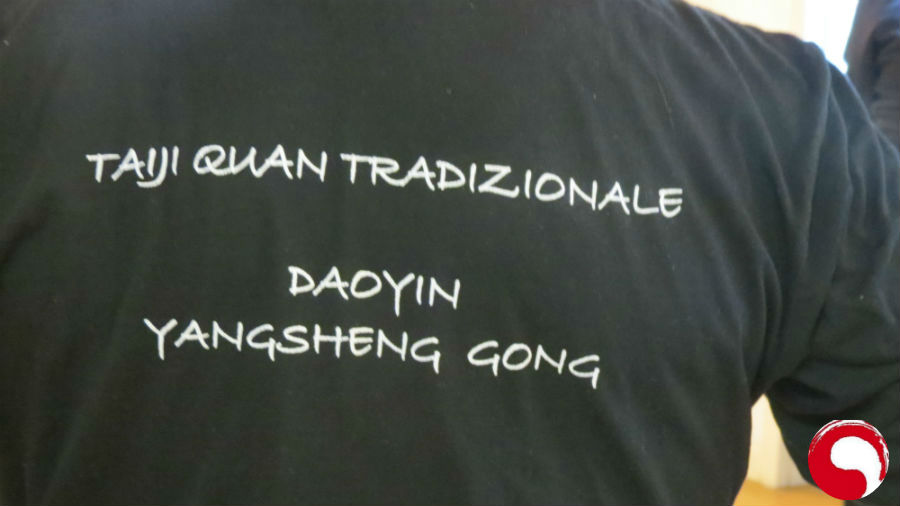 TAIJI QUAN TRADIZIONALE
DAOYIN
YANGSHENG GONG